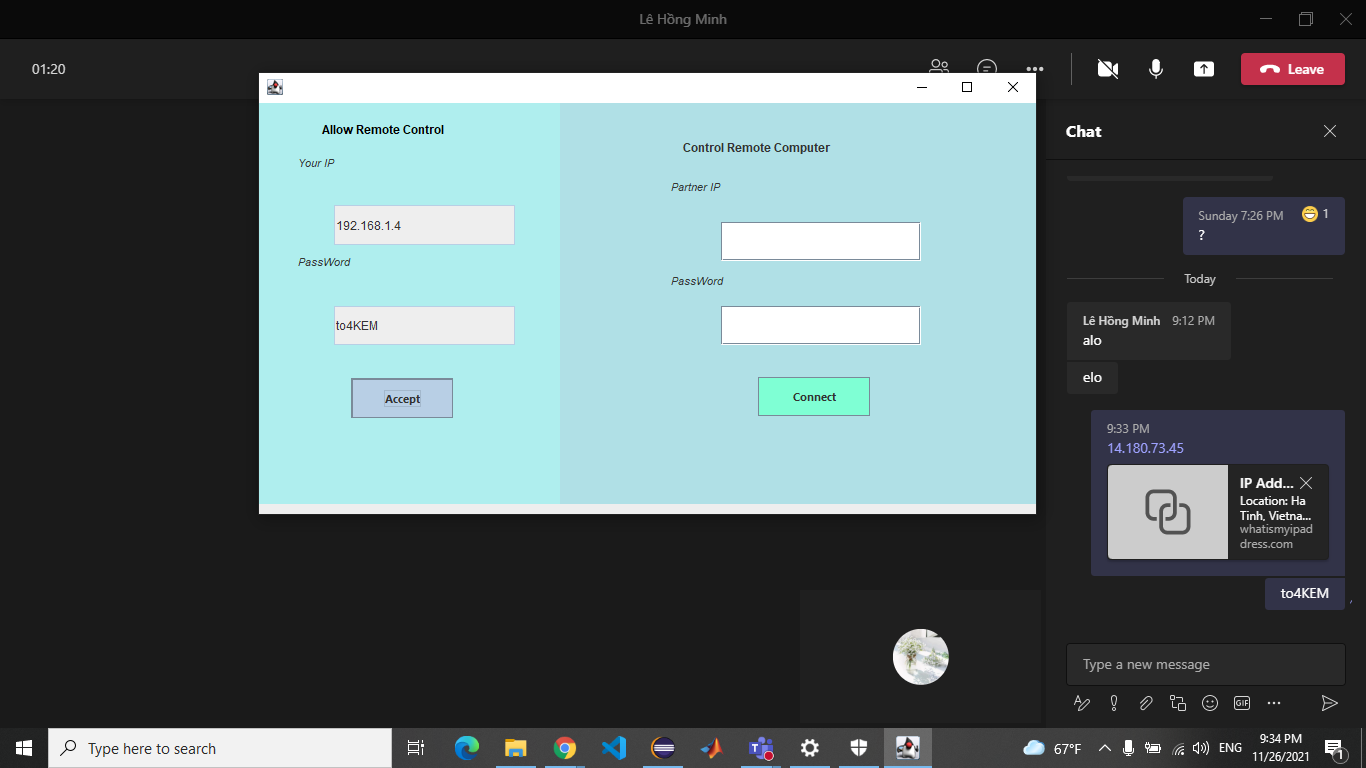 Lê Hồng Minh
01:20
Leave
Allow Remote Control
Your IP
192.168.1.4
PassWord
to4KEM
Accept
Control Remote Computer
Partner IP
PassWord
Connect
Chat
Sunday 7:26 PM
1
?
Today
Lê Hồng Minh 9:12 PM
alo
elo
9:33 PM
14.180.73.45
IP Add...
Location: Ha
Tinh, Vietna...
whatismyipad
dress.com
to4KEM
Type a new message
GIF
Type here to search
67°F
ENG
9:34 PM
11/26/2021
1